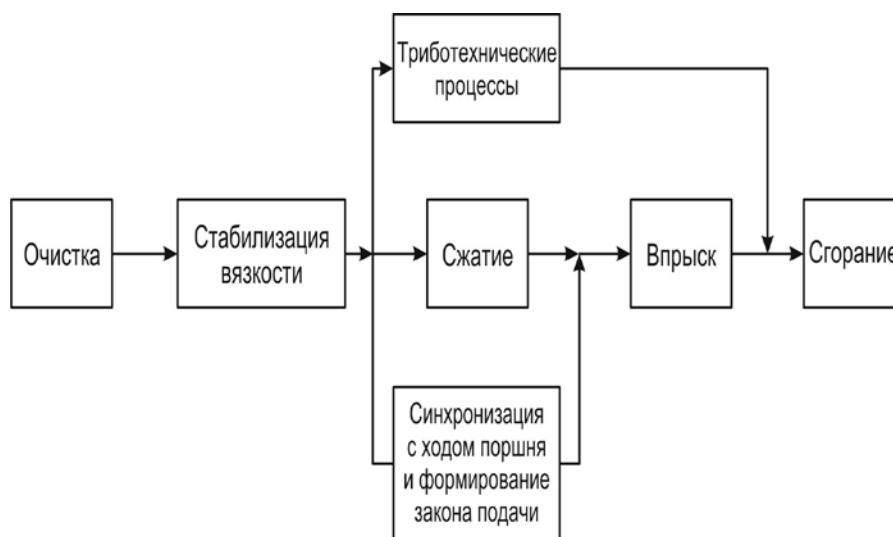 Триботехнические
процессы
Очистка
Стабилизация
вязкости
Сжатие
Впрыск
Сгорание
Синхронизация
с ходом поршня
и формирование
закона подачи